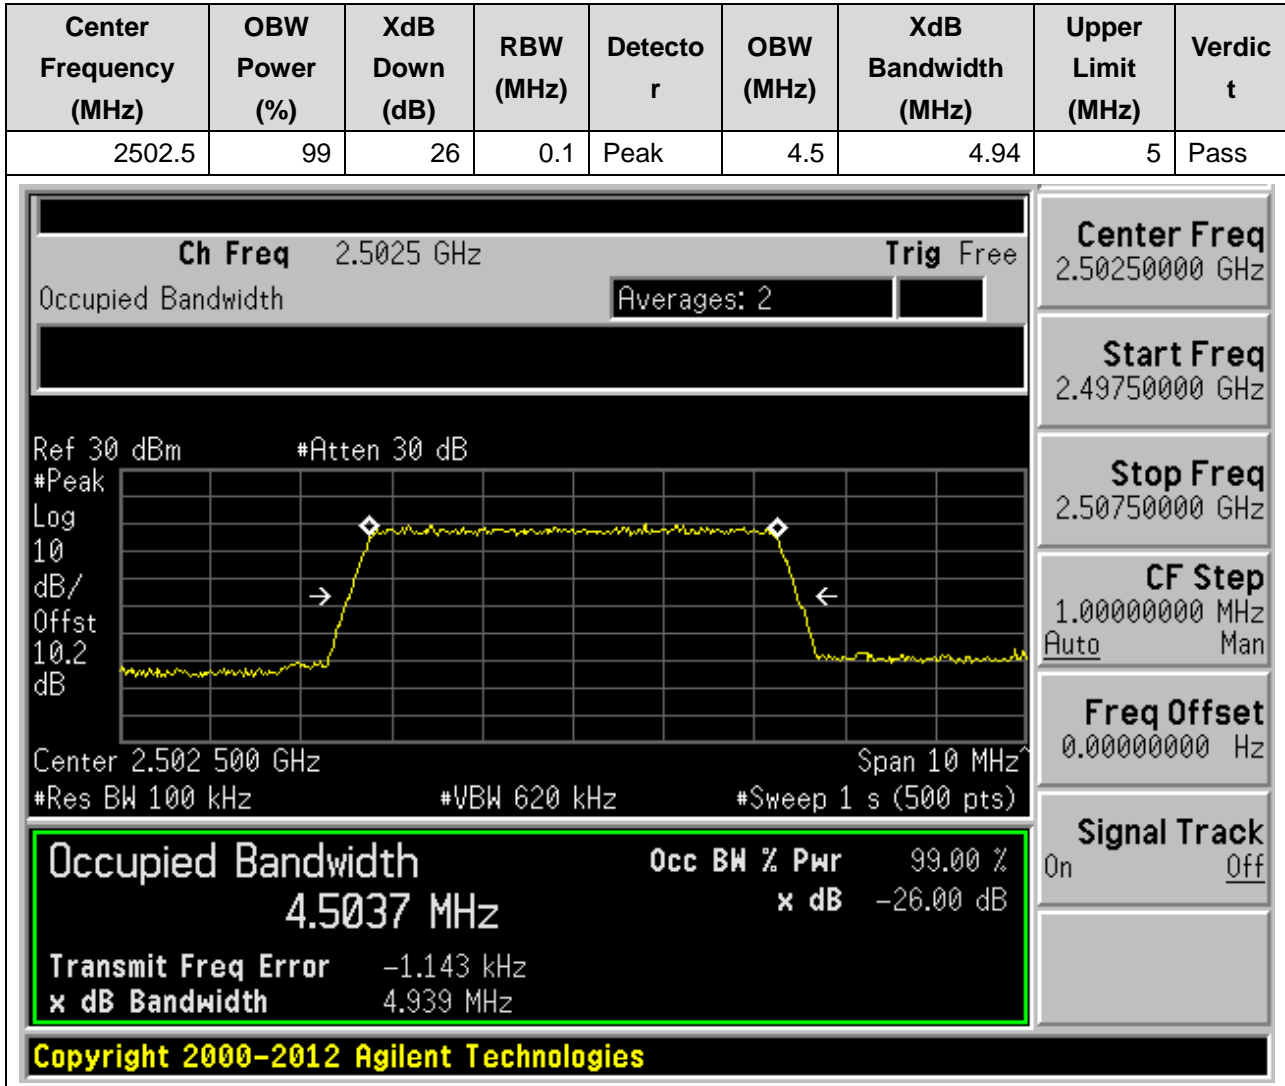 Center Frequency (MHz) OBW Power (%) XdB Down (dB) RBW (MHz) Detector OBW (MHz) XdB Bandwidth (MHz) Upper Limit (MHz) Verdict
2502.5 99 26 0.1 Peak 4.5 4.94 5 Pass
Ch Freq 2.5025 GHz Trig Free
Occupied Bandwidth Averages: 2
Ref 30 dBm #Atten 30 dB
#Peak
Log
10
dB/
Offst
10.2
dB
Center 2.502 500 GHz Span 10 MHz^
#Res BW 100 kHz #VBW 620 kHz #Sweep 1 s (500 pts)
Occupied Bandwidth Occ BW % Pwr 99.00 %
4.5037 MHz x dB -26.00 dB
Transmit Freq Error -1.143 kHz
x dB Bandwidth 4.939 MHz
Copyright 2000-2012 Agilent Technologies
Center Freq
2.50250000 GHz
Start Freq
2.49750000 GHz
Stop Freq
2.50750000 GHz
CF Step
1.00000000 MHz
Auto Man
Freq Offset
0.00000000 Hz
Signal Track
On Off